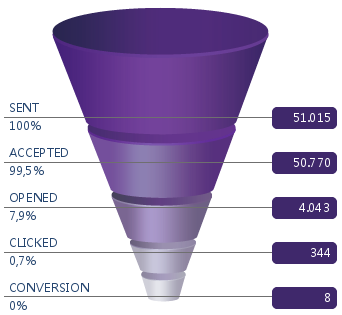 SENT
100%
51.015
ACCEPTED
99,5%
50.770
OPENED
7,9%
4.043
CLICKED
0,7%
344
CONVERSION
0%
8